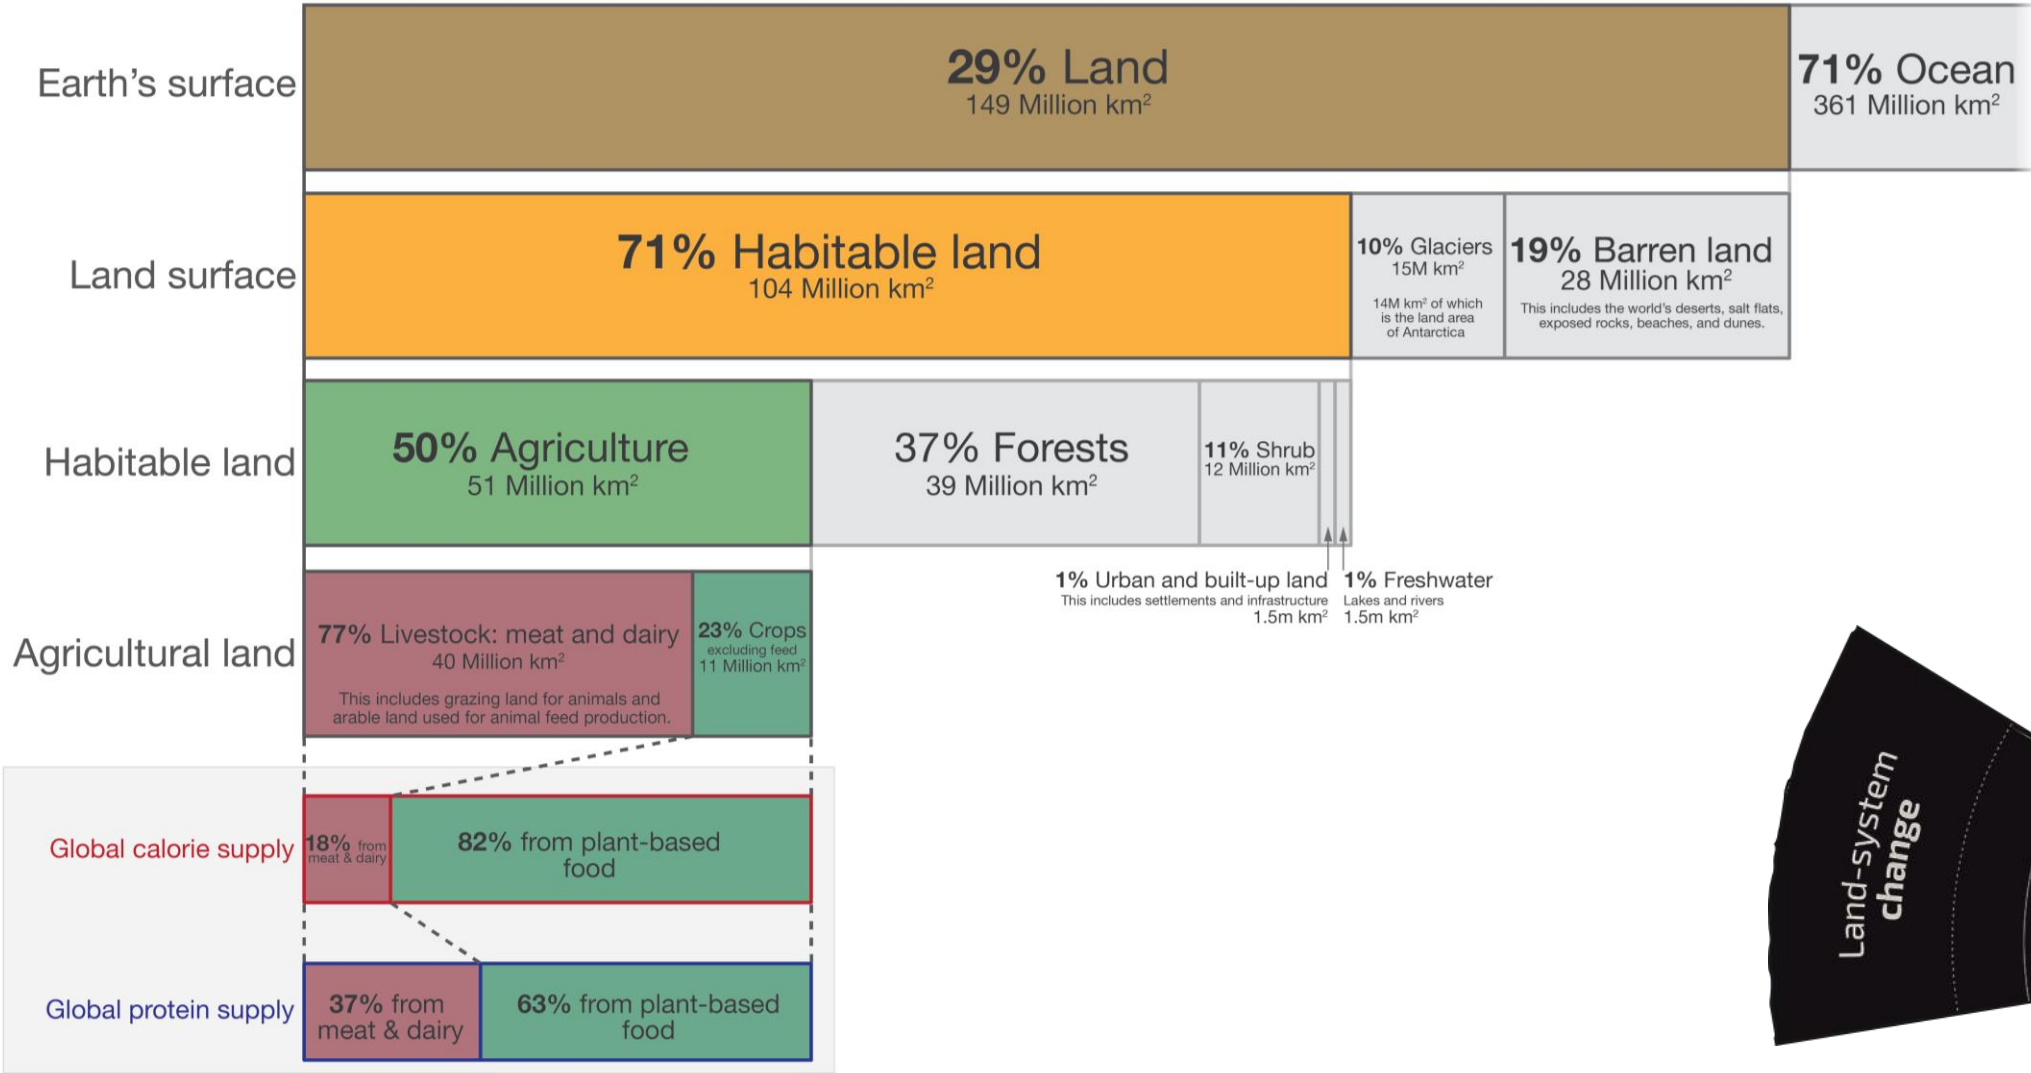 Earth's surface
29% Land
149 Million km²
71% Ocean
361 Million km²
Land surface
71% Habitable land
104 Million km²
10% Glaciers
15M km²
14M km² of which
is the land area
of Antarctica
19% Barren land
28 Million km²
This includes the world's deserts, salt flats,
exposed rocks, beaches, and dunes.
Habitable land
50% Agriculture
51 Million km²
37% Forests
39 Million km²
11% Shrub
12 Million km²
1% Urban and built-up land
This includes settlements and infrastructure
1.5m km²
1% Freshwater
Lakes and rivers
1.5m km²
Agricultural land
77% Livestock: meat and dairy
40 Million km²
This includes grazing land for animals and
arable land used for animal feed production.
23% Crops
excluding feed
11 Million km²
Global calorie supply
18% from
meat & dairy
82% from plant-based
food
Global protein supply
37% from
meat & dairy
63% from plant-based
food
Land-system
change